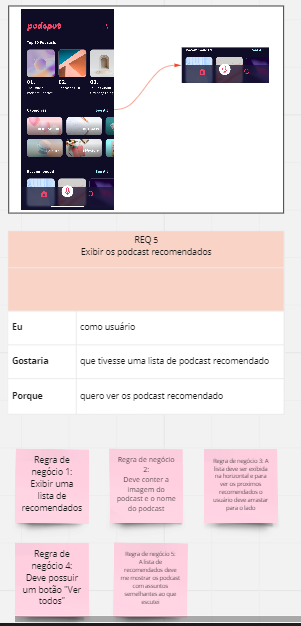 podopub
Top 10 Podcasts
01.
02.
Categories
Recommended
REQ 5
Exibir os podcast recomendados
Eu
como usuário
Gostaria
que tivesse uma lista de podcast recomendado
Porque
quero ver os podcast recomendado
Regra de
negócio 1:
Exibir uma
lista de
recomendados
Regra de negócio
2:
Deve conter a
imagem do
podcast e o nome
do podcast
Regra de negócio 3: A
lista deve ser exibida
na horizontal e para
ver os proximos
recomendados o
usuário deve arrastar
para o lado
Regra de
negócio 4:
Deve possuir
um botão "Ver
todos"
Regra de negócio 5:
A lista de
recomendados deve
me mostrar os podcast
com assuntos
semelhantes ao que
escutei